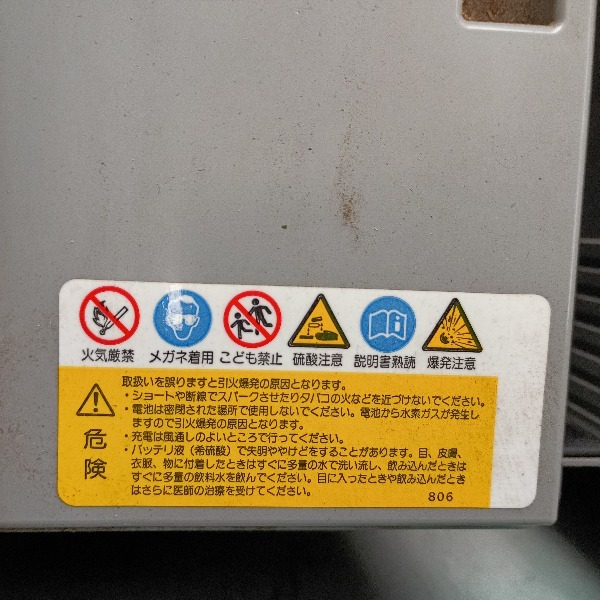 火気厳禁 メガネ着用 こども禁止 硫酸注意 説明書熟読 爆発注意
危険
取扱いを誤りますと引火爆発の原因となります。
・ショートや断線でスパークさせたりタバコの火などを近づけないでください。
・電池は密閉された場所で使用しないでください。電池から水素ガスが発生し
ますので引火爆発の原因となります。
・充電は風通しのよいところで行ってください。
・バッテリ液（希硫酸）で失明ややけどをすることがあります。目、皮膚、
衣服、物に付着したときはすぐに多量の水で洗い流し、飲み込んだときは
すぐに多量の飲料水を飲んでください。目に入ったときや飲み込んだとき
はさらに医師の治療を受けてください。
806